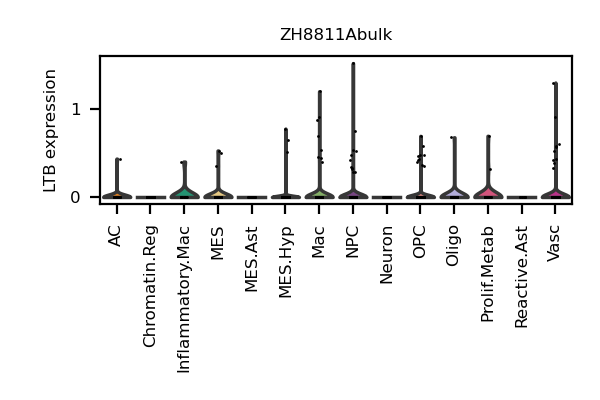 ZH8811Abulk
LTB expression
1
0
AC
Chromatin.Reg
Inflammatory.Mac
MES
MES.Ast
MES.Hyp
Mac
NPC
Neuron
OPC
Oligo
Prolif.Metab
Reactive.Ast
Vasc